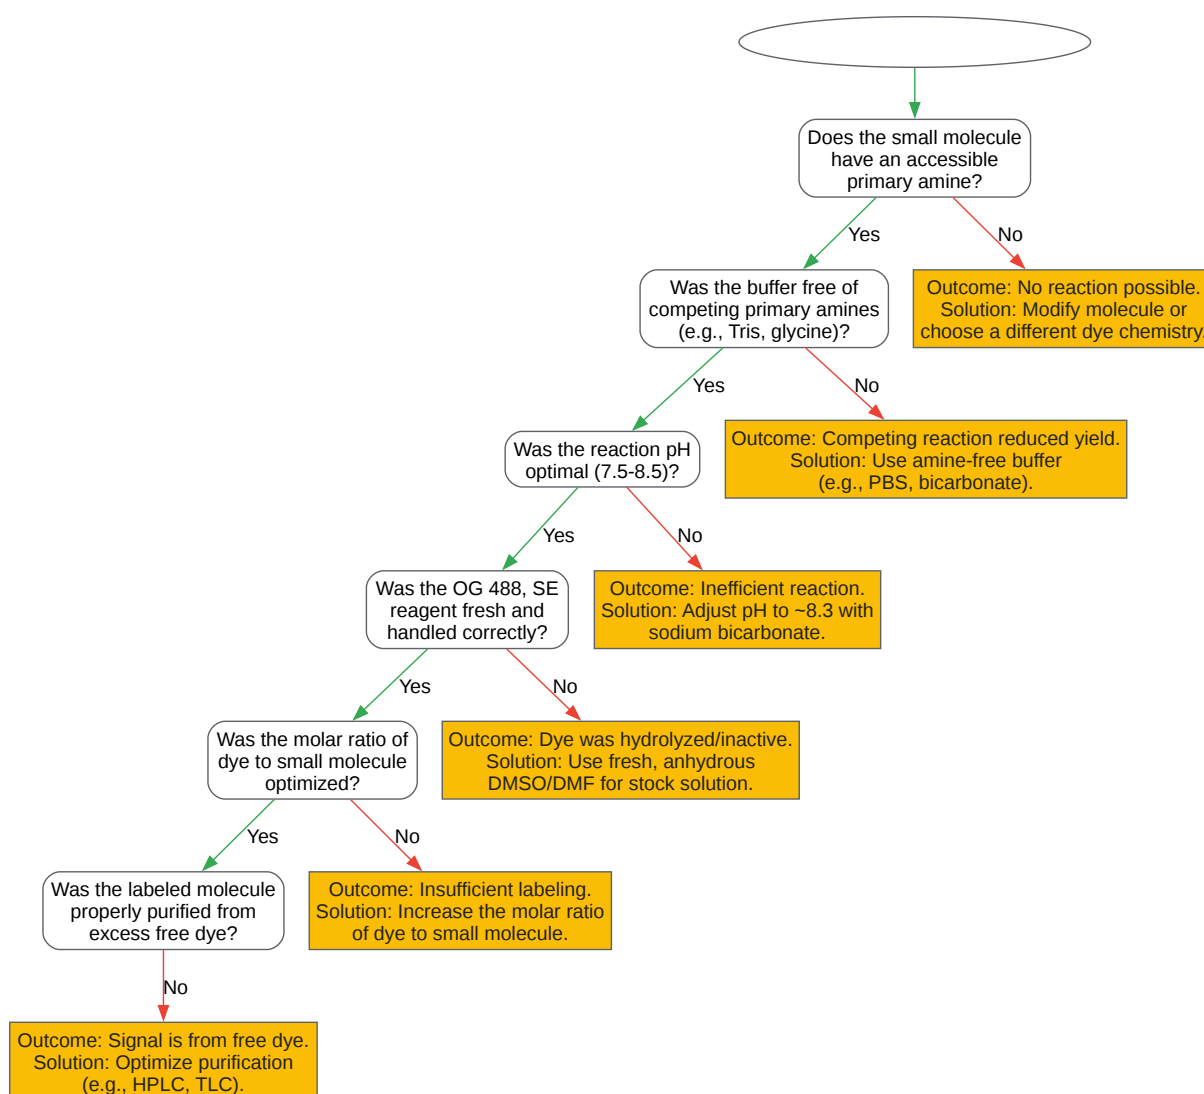 Does the small molecule
have an accessible
primary amine?
Yes
No
Was the buffer free of
competing primary amines
(e.g., Tris, glycine)?
Outcome: No reaction possible.
Solution: Modify molecule or
choose a different dye chemistry.
Yes
No
Was the reaction pH
optimal (7.5-8.5)?
Outcome: Competing reaction reduced yield.
Solution: Use amine-free buffer
(e.g., PBS, bicarbonate).
Yes
No
Was the OG 488, SE
reagent fresh and
handled correctly?
Outcome: Inefficient reaction.
Solution: Adjust pH to ~8.3 with
sodium bicarbonate.
Yes
No
Was the molar ratio of
dye to small molecule
optimized?
Outcome: Dye was hydrolyzed/inactive.
Solution: Use fresh, anhydrous
DMSO/DMF for stock solution.
Yes
No
Was the labeled molecule
properly purified from
excess free dye?
Outcome: Insufficient labeling.
Solution: Increase the molar ratio
of dye to small molecule.
No
Outcome: Signal is from free dye.
Solution: Optimize purification
(e.g., HPLC, TLC).